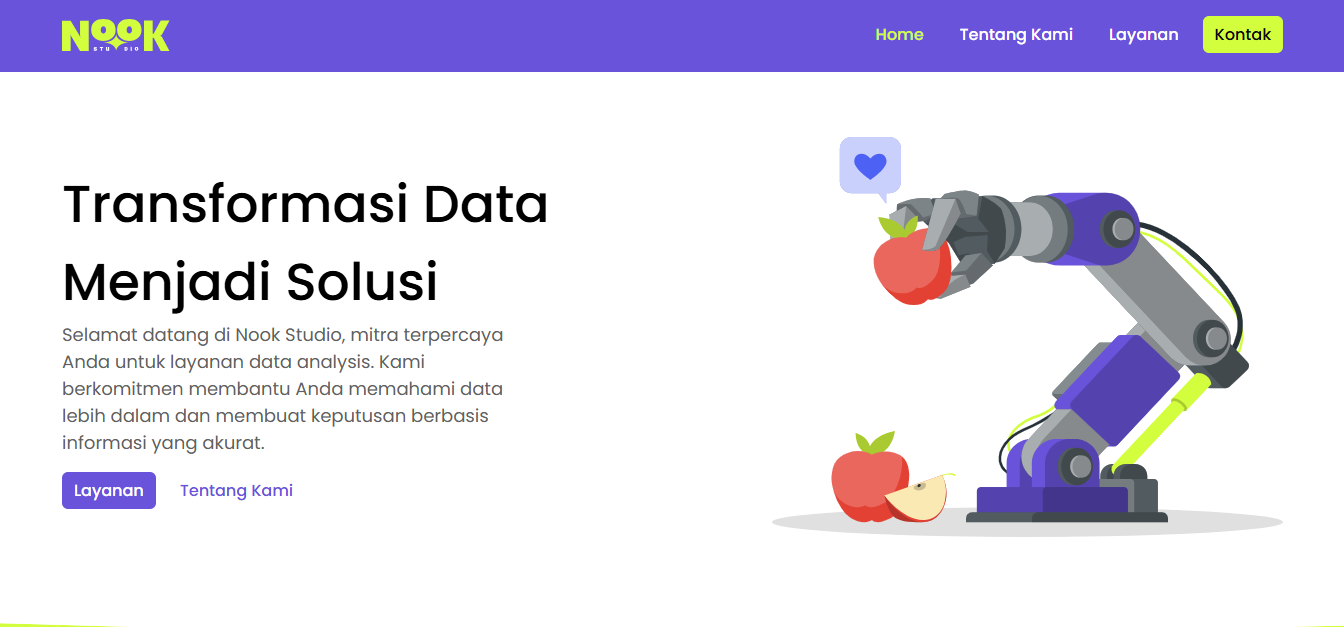 NOOK
STUDIO
Home
Tentang Kami
Layanan
Kontak
Transformasi Data
Menjadi Solusi
Selamat datang di Nook Studio, mitra terpercaya
Anda untuk layanan data analysis. Kami
berkomitmen membantu Anda memahami data
lebih dalam dan membuat keputusan berbasis
informasi yang akurat.
Layanan
Tentang Kami